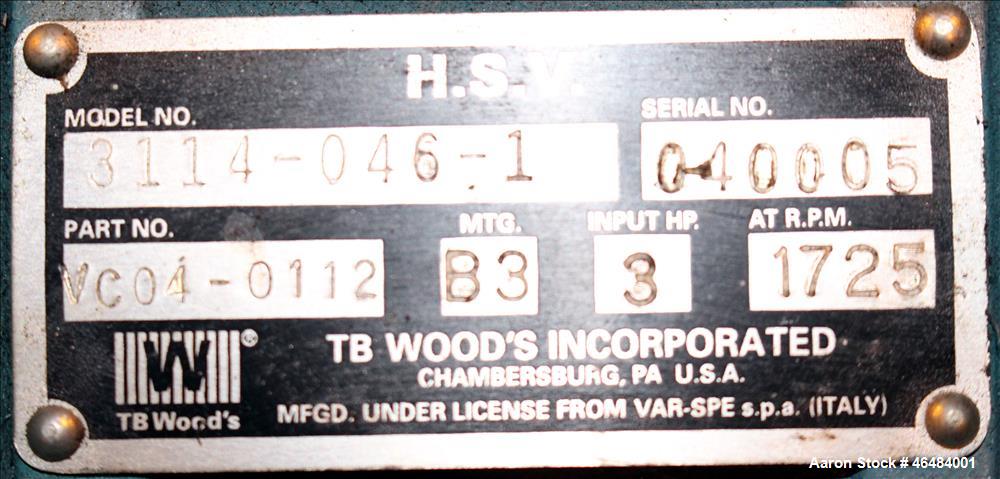 H.S.V.
MODEL NO. SERIAL NO.
3114-046-1 040005
PART NO. MTG. INPUT HP. AT R.P.M.
VC04-0112 B3 3 1725
W ®
TB WOOD'S INCORPORATED
CHAMBERSBURG, PA U.S.A.
TB Wood's MFGD. UNDER LICENSE FROM VAR-SPE s.p.a. (ITALY)
Aaron Stock # 46484001